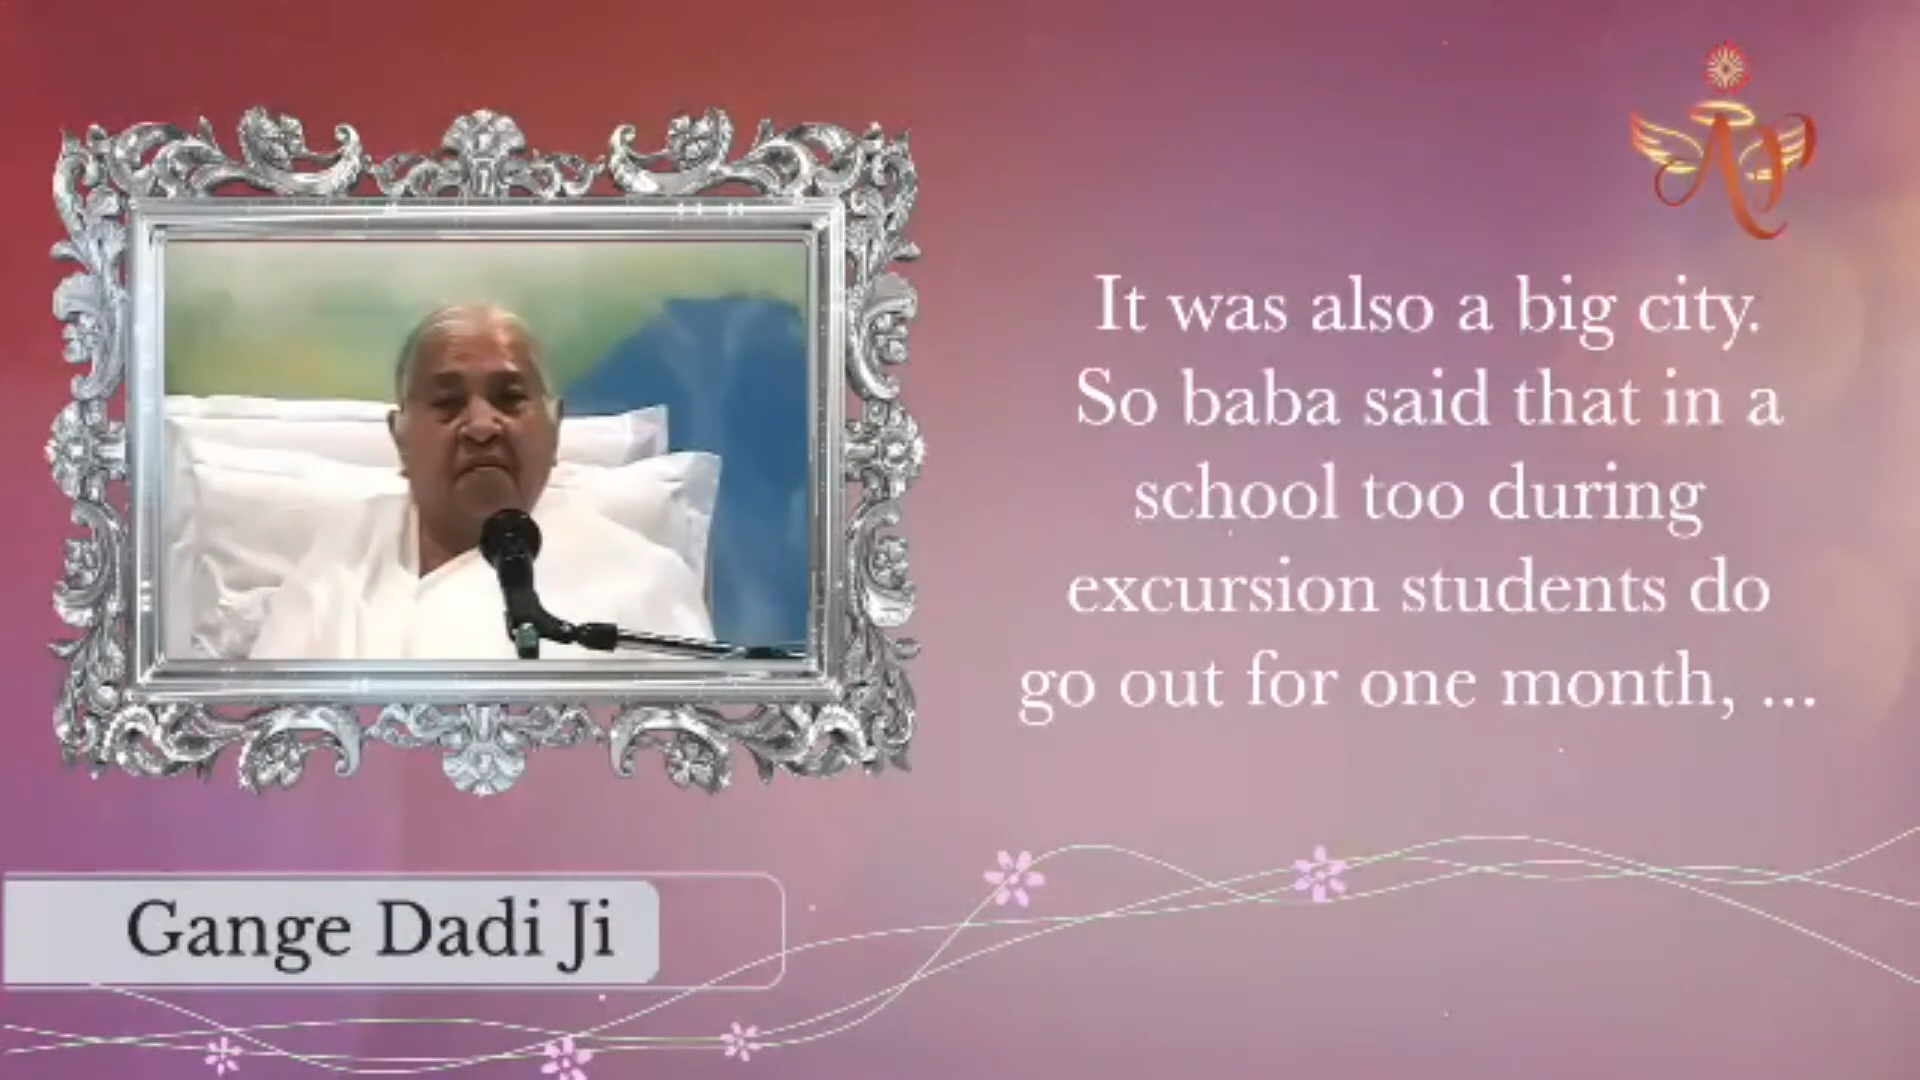 It was also a big city.
So baba said that in a
school too during
excursion students do
go out for one month, ...
Gange Dadi Ji